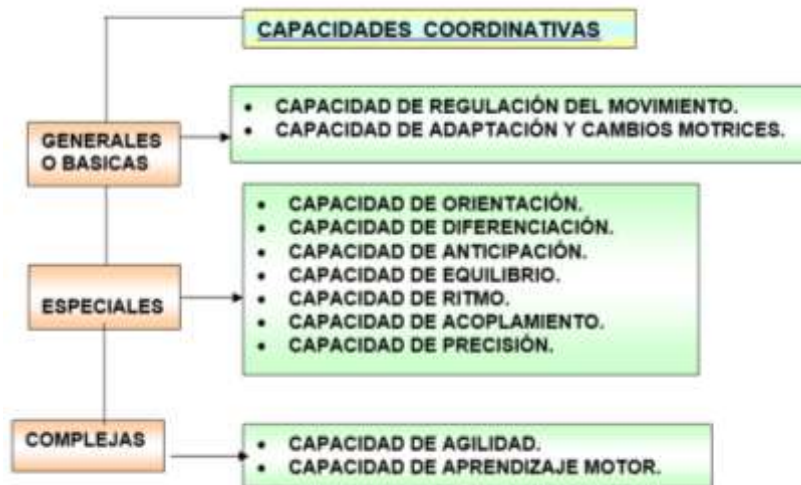 CAPACIDADES COORDINATIVAS
GENERALES
O BASICAS
• CAPACIDAD DE REGULACIÓN DEL MOVIMIENTO.
• CAPACIDAD DE ADAPTACIÓN Y CAMBIOS MOTRICES.
ESPECIALES
• CAPACIDAD DE ORIENTACIÓN.
• CAPACIDAD DE DIFERENCIACIÓN.
• CAPACIDAD DE ANTICIPACIÓN.
• CAPACIDAD DE EQUILIBRIO.
• CAPACIDAD DE RITMO.
• CAPACIDAD DE ACOPLAMIENTO.
• CAPACIDAD DE PRECISIÓN.
COMPLEJAS
• CAPACIDAD DE AGILIDAD.
• CAPACIDAD DE APRENDIZAJE MOTOR.